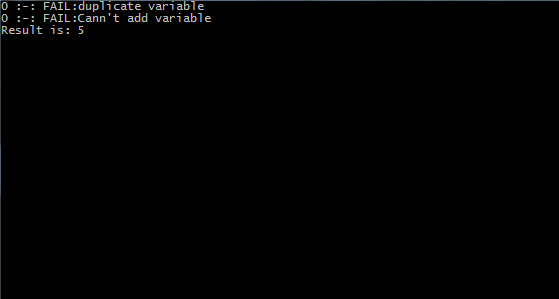 0 :-: FAIL:duplicate variable
0 :-: FAIL:Cann't add variable
Result is: 5